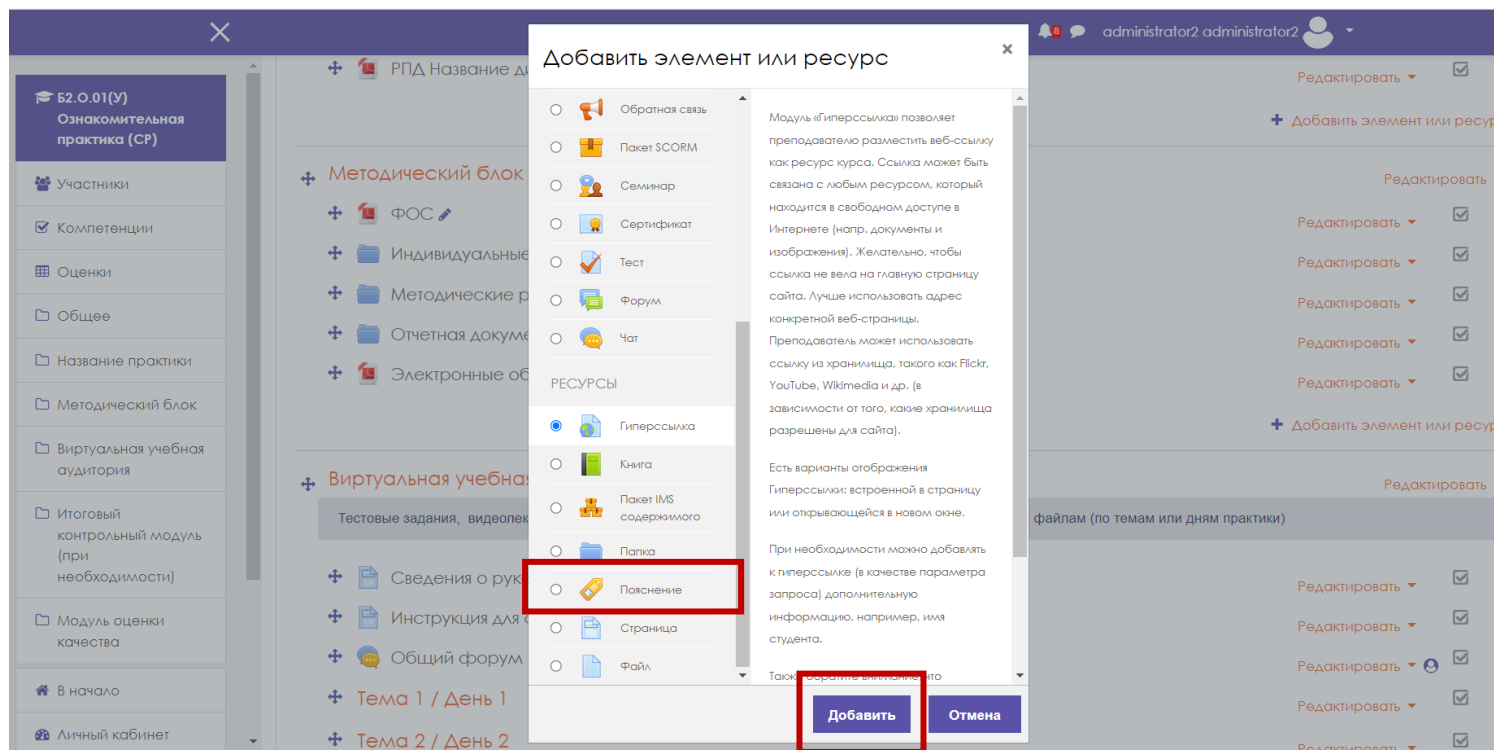 8
administrator2 administrator2
Б2.О.01(У)
Ознакомительная
практика (СР)
Участники
Компетенции
Оценки
Общее
Название практики
Методический блок
Виртуальная учебная
аудитория
Итоговый
контрольный модуль
(при
необходимости)
Модуль оценки
качества
В начало
Личный кабинет
РПД Название
Редактировать
Добавить элемент или
Методический блок
Редактировать
ФОС
Редактировать
Индивидуальные
Редактировать
Методические
Редактировать
Отчетная
Редактировать
Электронные
Редактировать
Добавить элемент или
Виртуальная
Редактировать
Тестовые задания,
файлам (по темам или дням практики)
Сведения о
Редактировать
Инструкция для
Редактировать
Общий форум
Редактировать
Тема 1 / День 1
Редактировать
Тема 2 / День 2
Редактировать
Добавить элемент или ресурс
×
Обратная связь
Пакет SCORM
Семинар
Сертификат
Тест
Форум
Чат
РЕСУРСЫ
Гиперссылка
Книга
Пакет IMS
содержимого
Папка
Пояснение
Страница
Файл
Модуль «Гиперссылка» позволяет
преподавателю разместить веб-ссылку
как ресурс курса. Ссылка может быть
связана с любым ресурсом, который
находится в свободном доступе в
Интернете (напр. документы и
изображения). Желательно, чтобы
ссылка не вела на главную страницу
сайта. Лучше использовать адрес
конкретной веб-страницы.
Преподаватель может использовать
ссылку из хранилища, такого как Flickr,
YouTube, Wikimedia и др. (в
зависимости от того, какие хранилища
разрешены для сайта).
Есть варианты отображения
Гиперссылки: встроенной в страницу
или открывающейся в новом окне.
При необходимости можно добавлять
к гиперссылке (в качестве параметра
запроса) дополнительную
информацию, например, имя
студента.
Также обратите внимание, что
Добавить
Отмена